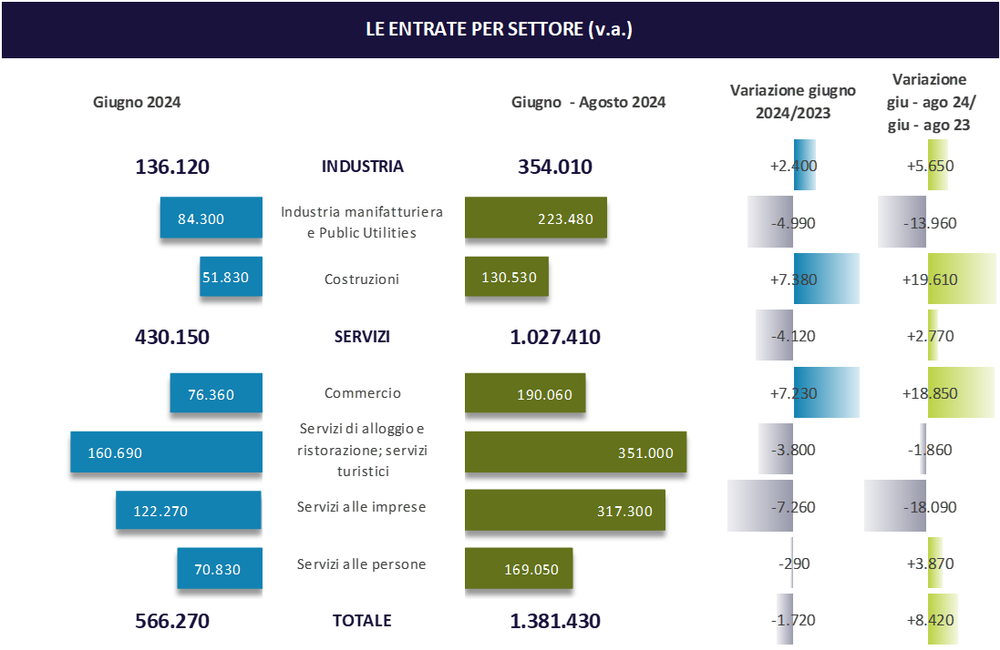 LE ENTRATE PER SETTORE (v.a.)
Giugno 2024
Giugno - Agosto 2024
Variazione giugno
2024/2023
Variazione
giu - ago 24/
giu - ago 23
136.120 INDUSTRIA 354.010 +2.400 +5.650
84.300 Industria manifatturiera
e Public Utilities 223.480 -4.990 -13.960
51.830 Costruzioni 130.530 +7.380 +19.610
430.150 SERVIZI 1.027.410 -4.120 +2.770
76.360 Commercio 190.060 +7.230 +18.850
160.690 Servizi di alloggio e
ristorazione; servizi
turistici 351.000 -3.800 -1.860
122.270 Servizi alle imprese 317.300 -7.260 -18.090
70.830 Servizi alle persone 169.050 -290 +3.870
566.270 TOTALE 1.381.430 -1.720 +8.420